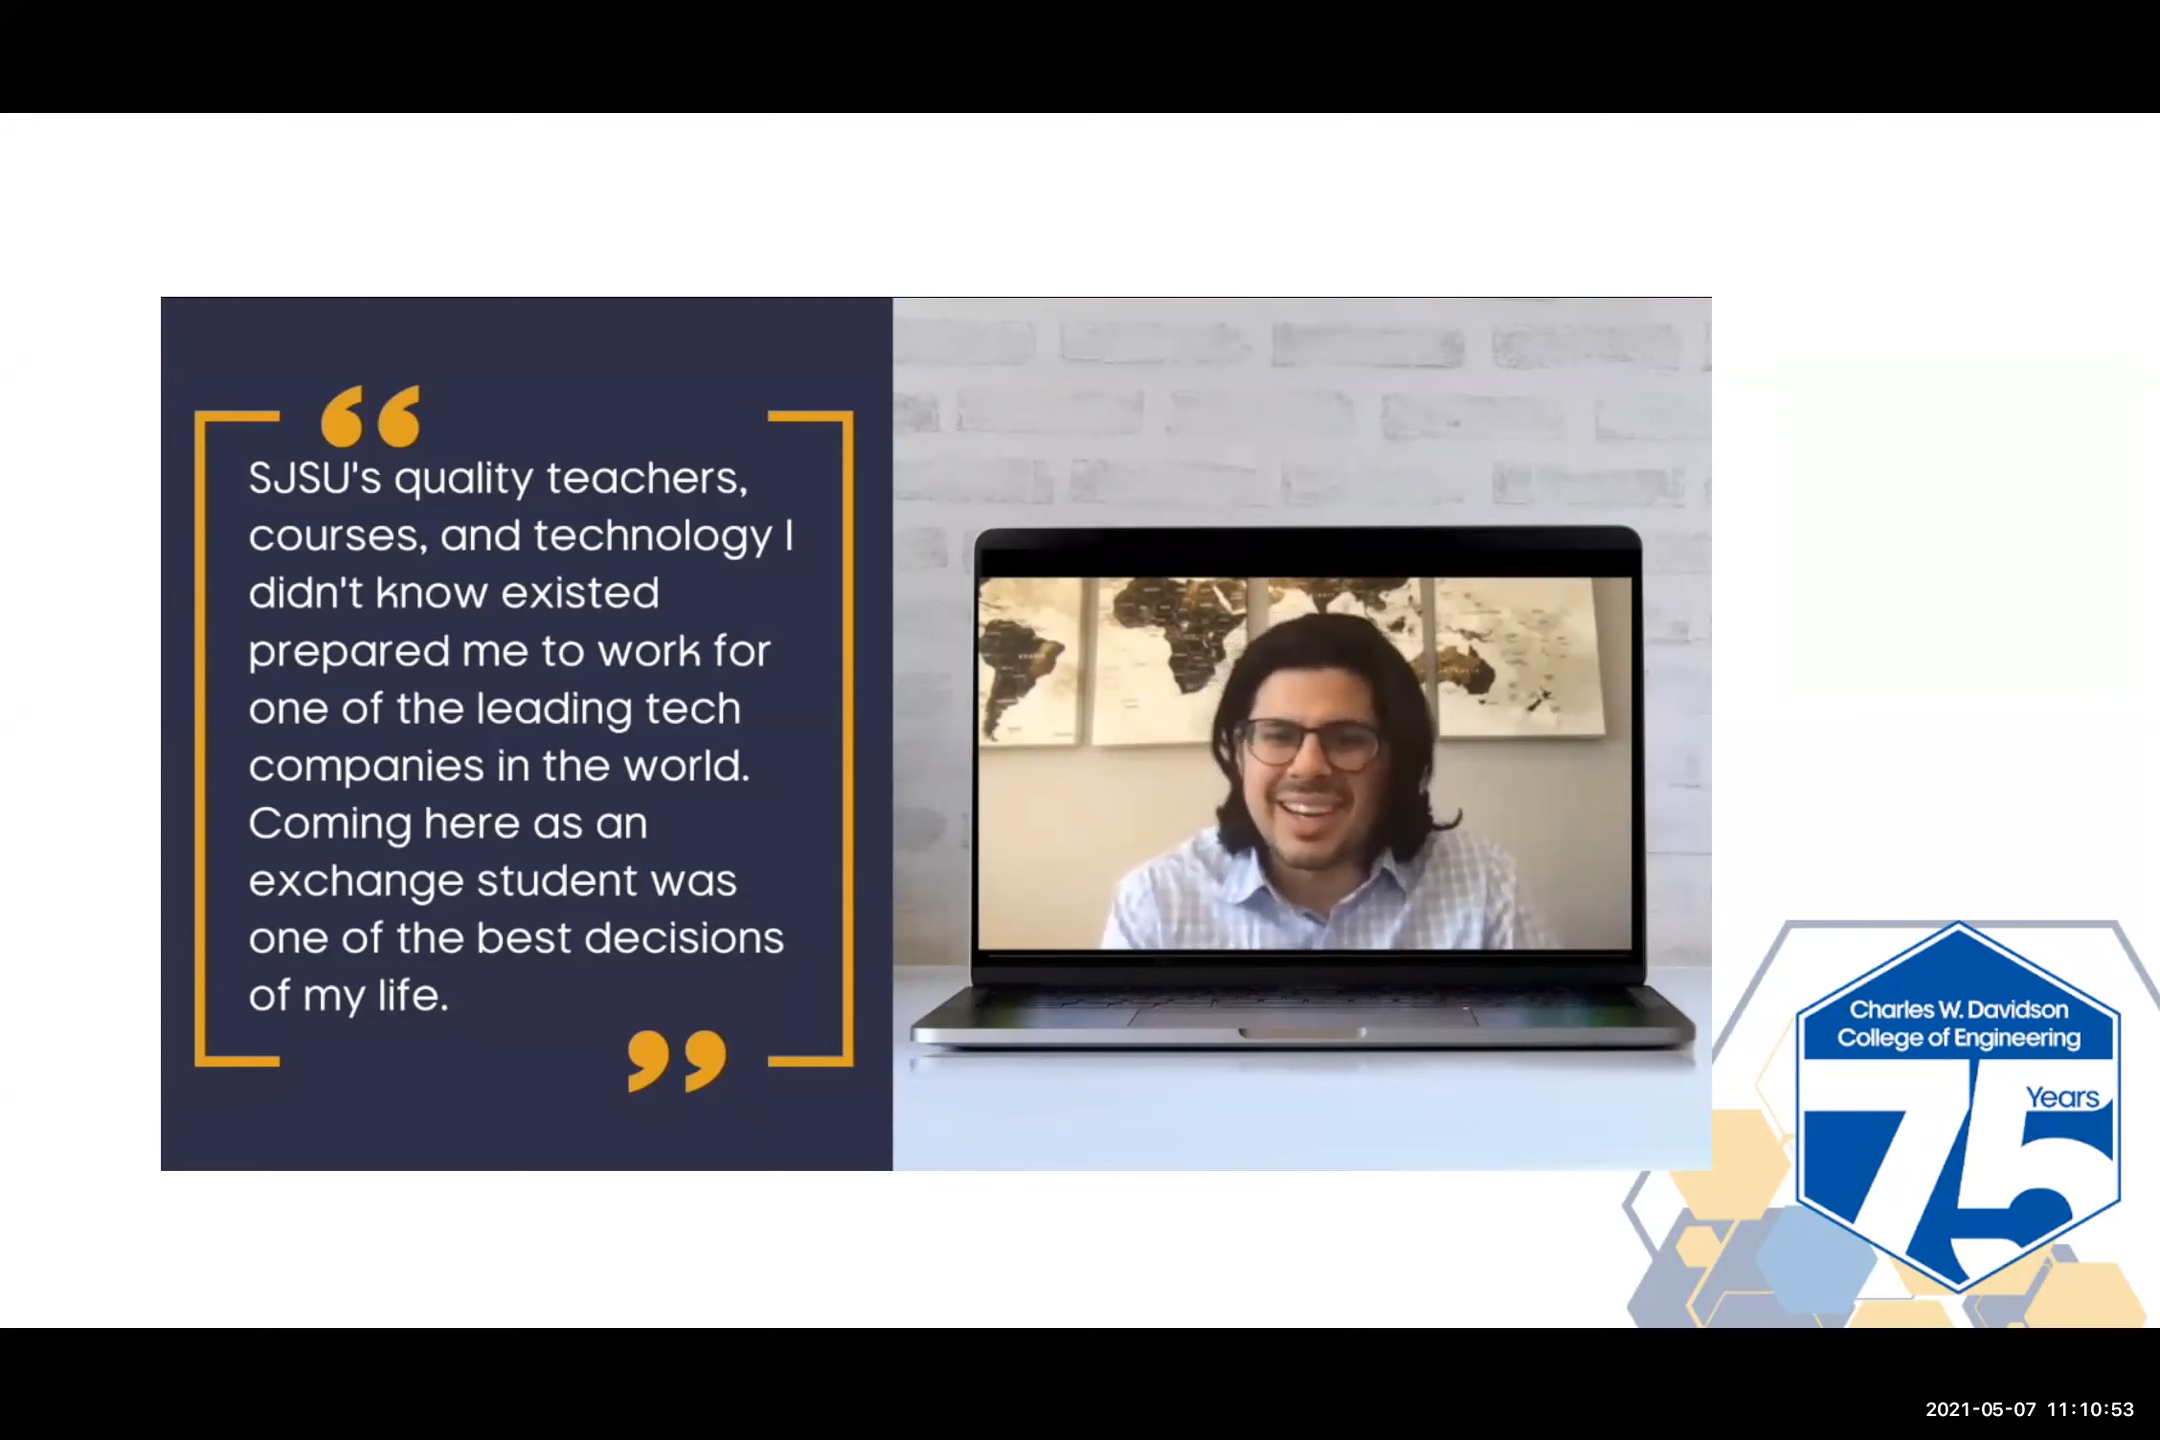 “
SJSU's quality teachers,
courses, and technology I
didn't know existed
prepared me to work for
one of the leading tech
companies in the world.
Coming here as an
exchange student was
one of the best decisions
of my life.
”
Charles W. Davidson
College of Engineering
75
Years
2021-05-07 11:10:53